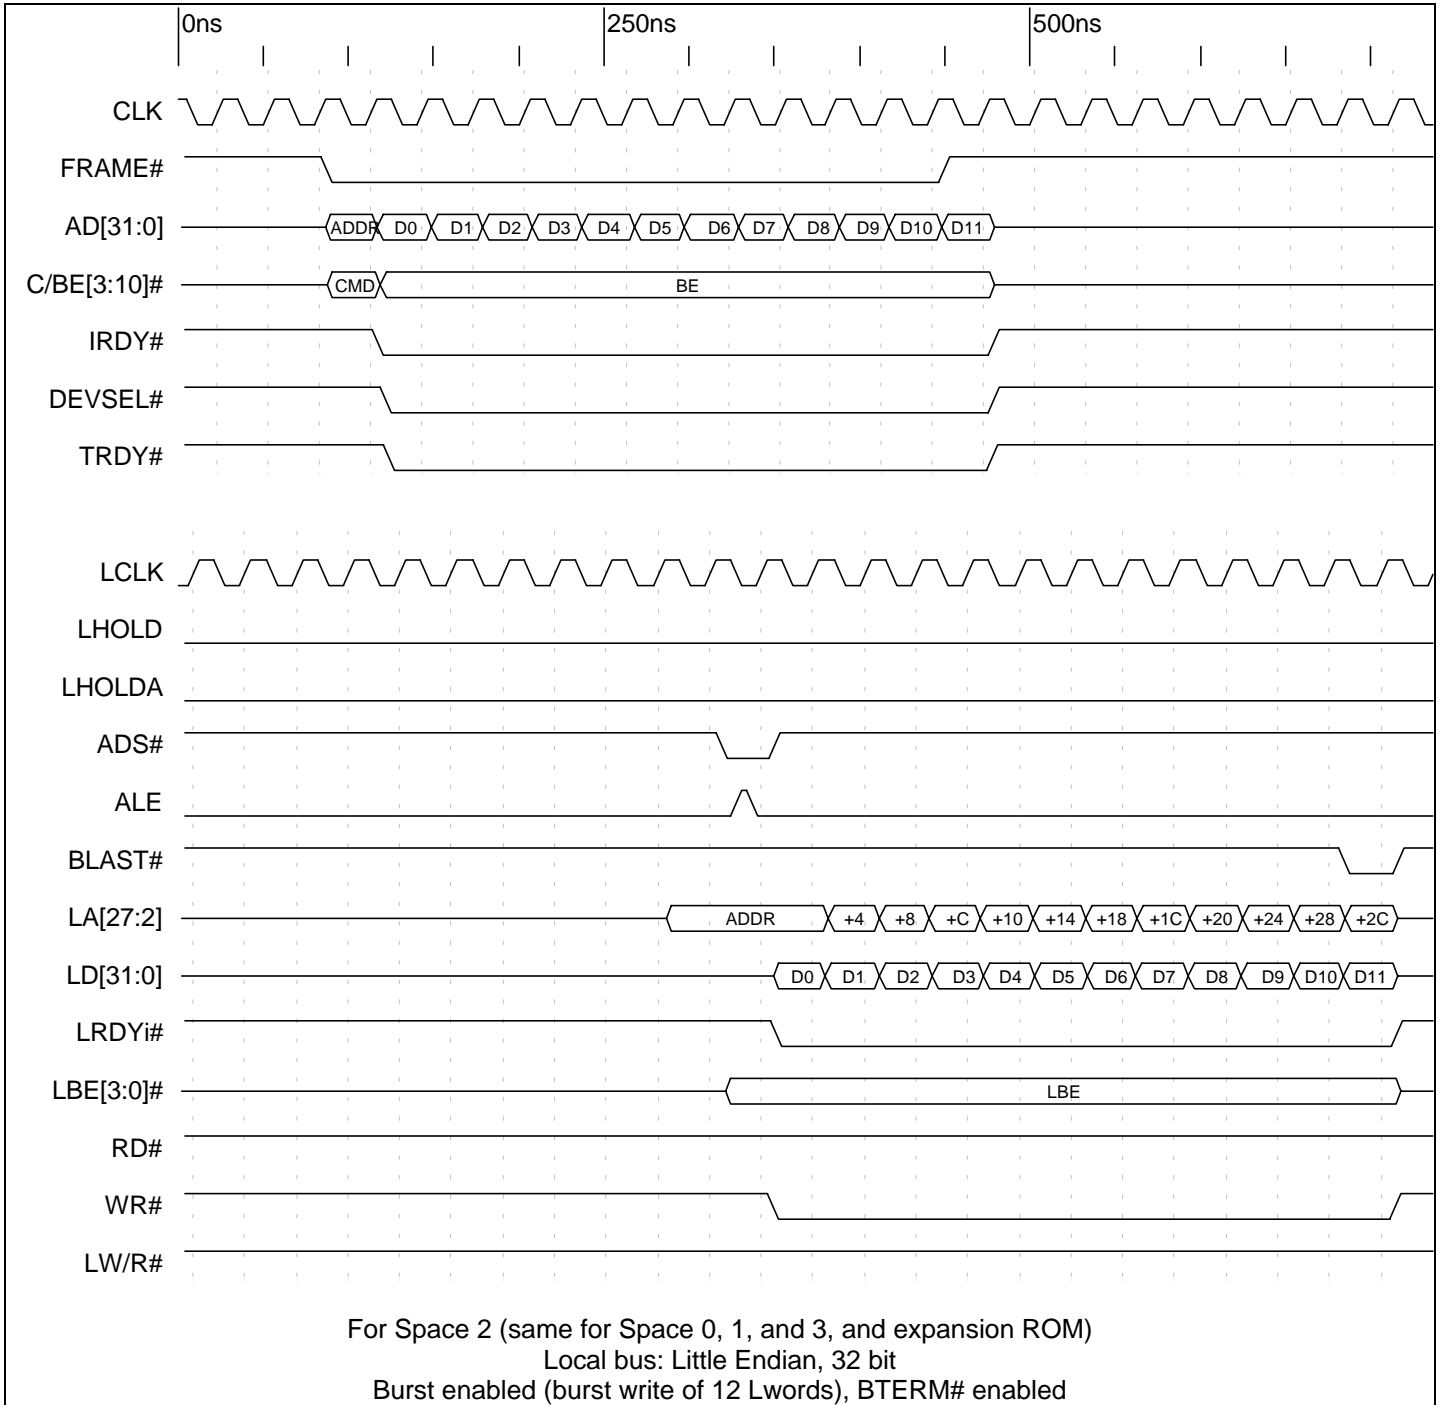 0ns 250ns 500ns
CLK
FRAME#
AD[31:0] ADDR D0 D1 D2 D3 D4 D5 D6 D7 D8 D9 D10 D11
C/BE[3:10]# CMD BE
IRDY#
DEVSEL#
TRDY#
LCLK
LHOLD
LHOLDA
ADS#
ALE
BLAST#
LA[27:2] ADDR +4 +8 +C +10 +14 +18 +1C +20 +24 +28 +2C
LD[31:0] D0 D1 D2 D3 D4 D5 D6 D7 D8 D9 D10 D11
LRDYi#
LBE[3:0]# LBE
RD#
WR#
LW/R#
For Space 2 (same for Space 0, 1, and 3, and expansion ROM)
Local bus: Little Endian, 32 bit
Burst enabled (burst write of 12 Lwords), BTERM# enabled